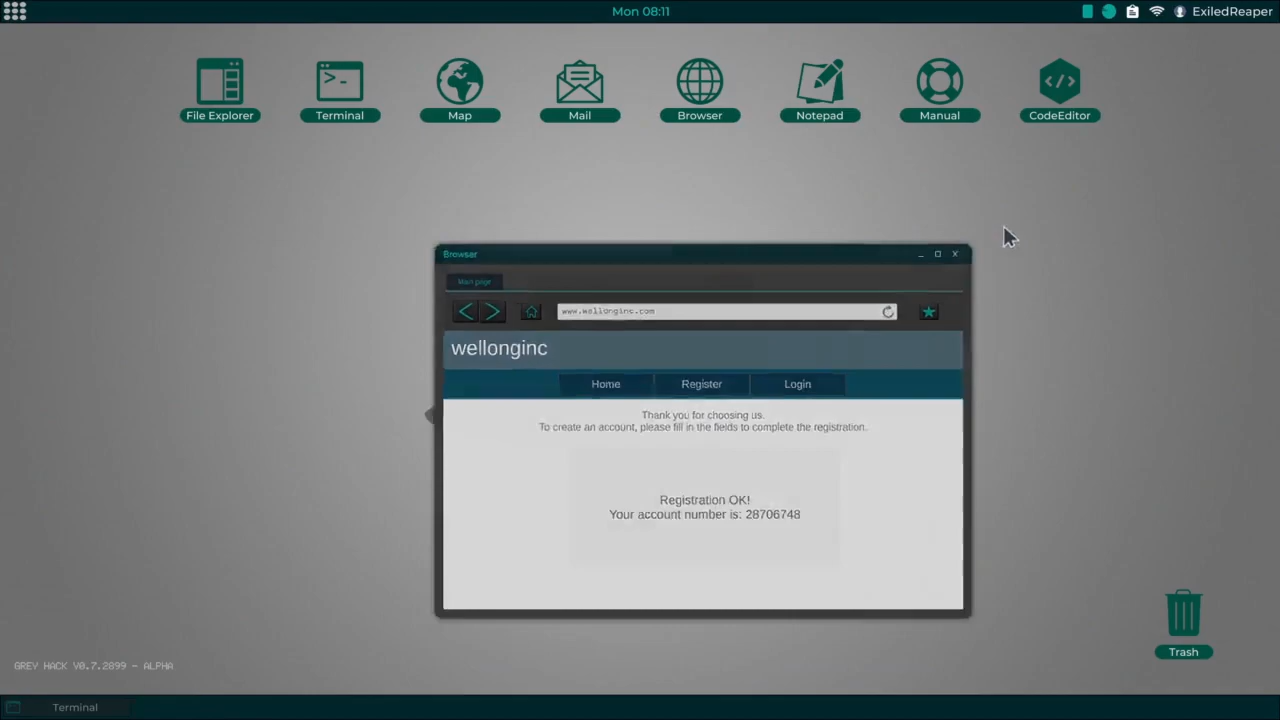 Mon 08:11
ExiledReaper
File Explorer
Terminal
Map
Mail
Browser
Notepad
Manual
CodeEditor
Browser
Main page
www.wellonginc.com
wellonginc
Home
Register
Login
Thank you for choosing us.
To create an account, please fill in the fields to complete the registration.
Registration OK!
Your account number is: 28706748
Trash
GREY HACK V0.7.2899 - ALPHA
Terminal